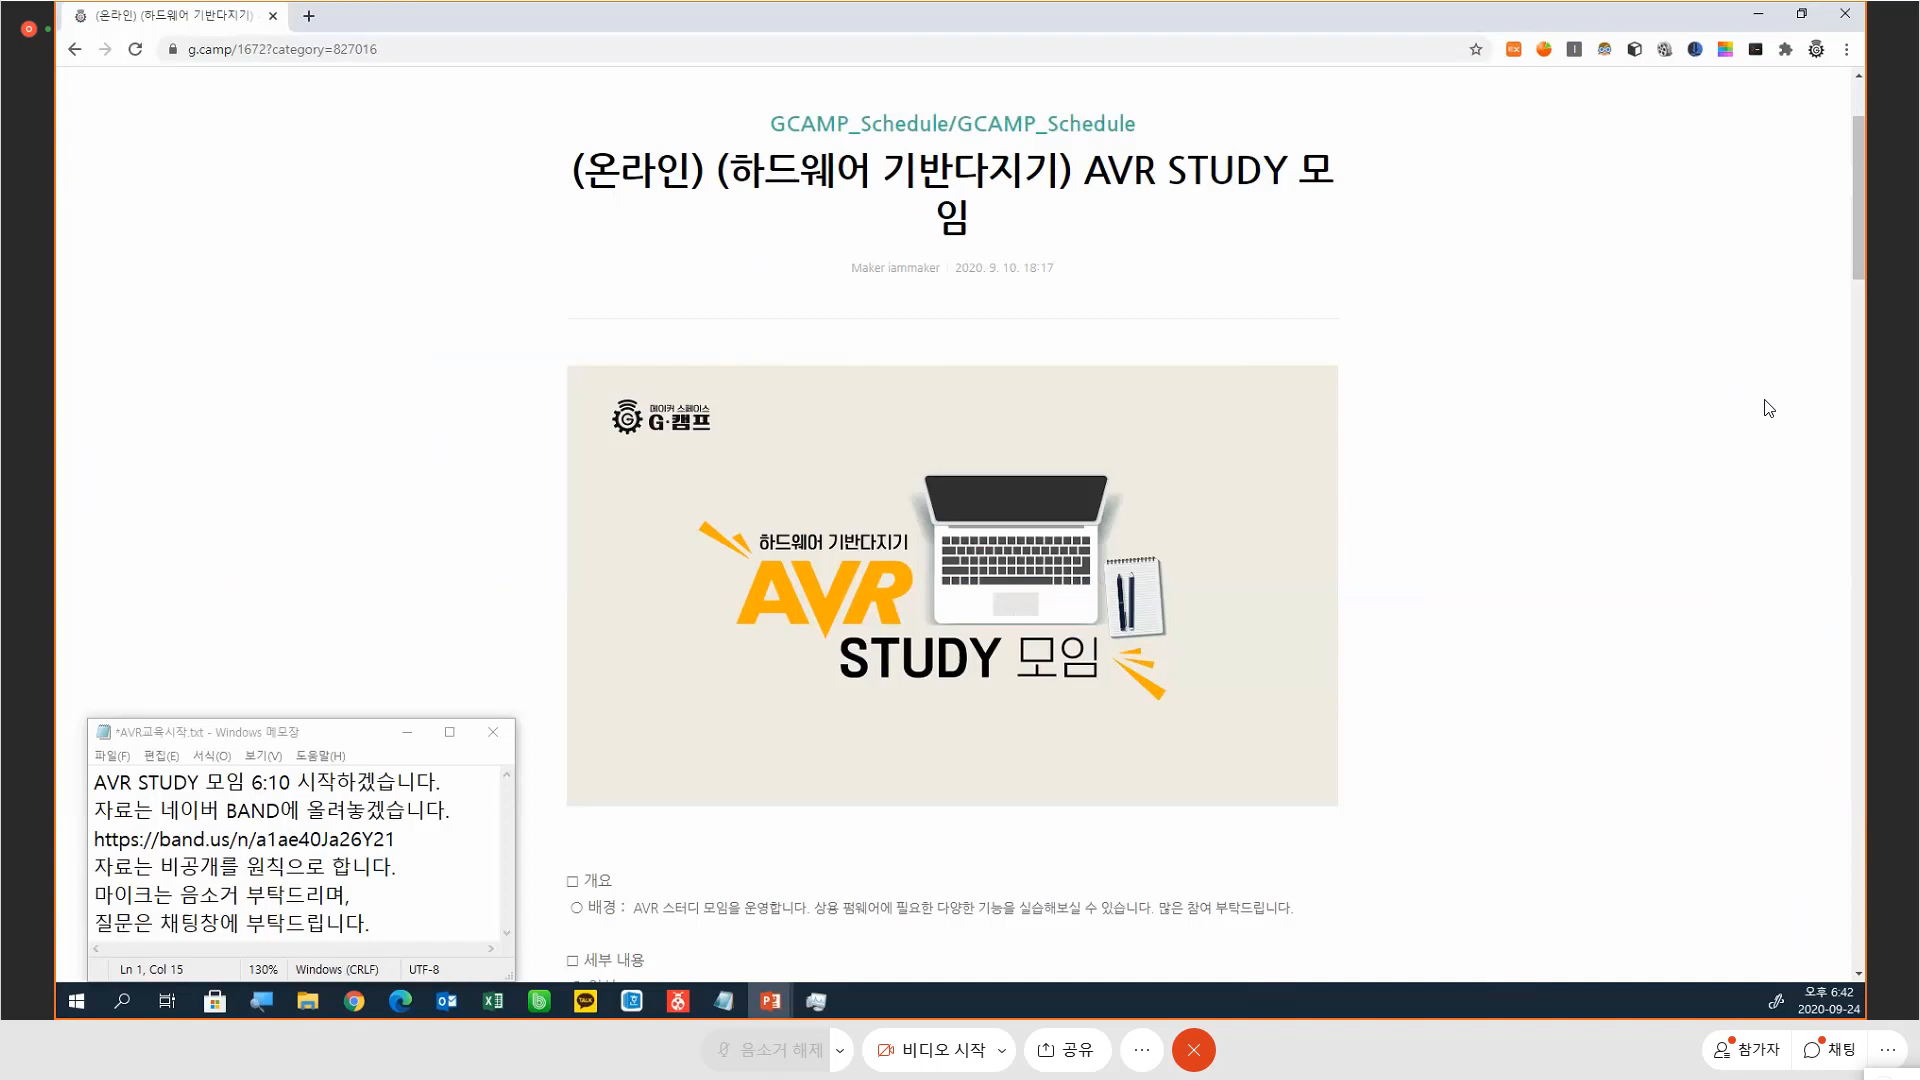 (온라인) (하드웨어 기반다지기)
g.camp/1672?category=827016
GCAMP_Schedule/GCAMP_Schedule
(온라인) (하드웨어 기반다지기) AVR STUDY 모
임
Maker iammaker 2020. 9. 10. 18:17
메이커 스페이스
G·캠프
하드웨어 기반다지기
AVR
STUDY 모임
□ 개요
○ 배경 : AVR 스터디 모임을 운영합니다. 상용 펌웨어에 필요한 다양한 기능을 실습해보실 수 있습니다. 많은 참여 부탁드립니다.
□ 세부 내용
*AVR교육시작.txt - Windows 메모장
파일(F) 편집(E) 서식(O) 보기(V) 도움말(H)
AVR STUDY 모임 6:10 시작하겠습니다.
자료는 네이버 BAND에 올려놓겠습니다.
https://band.us/n/a1ae40Ja26Y21
자료는 비공개를 원칙으로 합니다.
마이크는 음소거 부탁드리며,
질문은 채팅창에 부탁드립니다.
Ln 1, Col 15 130% Windows (CRLF) UTF-8
오후 6:42
2020-09-24
음소거 해제 비디오 시작 공유 참가자 채팅